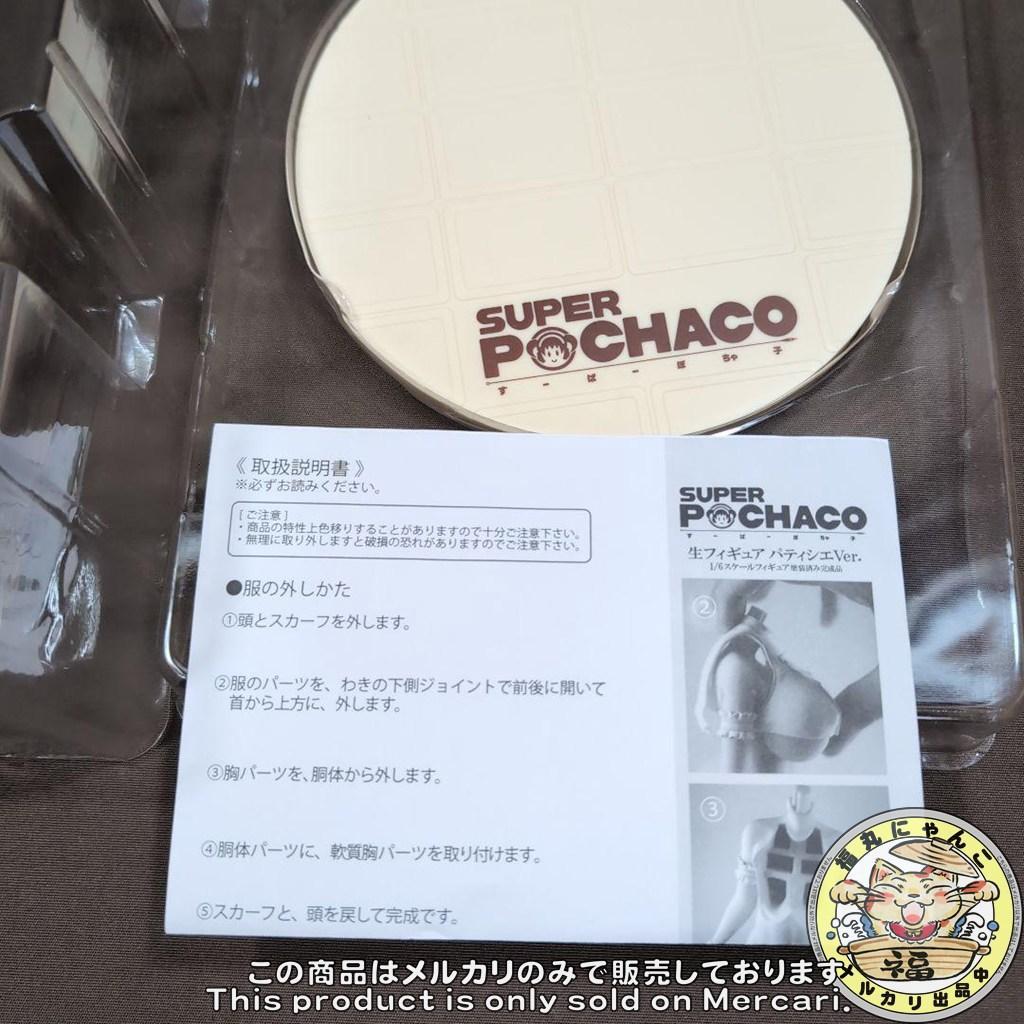 SUPER
POCHACO
すーぱーぽちゃ子
《 取扱説明書 》
※必ずお読みください。
[ ご注意 ]
・商品の特性上色移りすることがありますので十分ご注意下さい。
・無理に取り外しますと破損の恐れがありますのでご注意下さい。
●服の外しかた
①頭とスカーフを外します。
②服のパーツを、わきの下側ジョイントで前後に開いて
首から上方に、外します。
③胸パーツを、胴体から外します。
④胴体パーツに、軟質胸パーツを取り付けます。
⑤スカーフと、頭を戻して完成です。
SUPER
POCHACO
すーぱーぽちゃ子
生フィギュア パティシエVer.
1/6スケールフィギュア塗装済み完成品
②
③
福丸にゃんこ
福
メルカリ出品中
この商品はメルカリのみで販売しております
This product is only sold on Mercari.